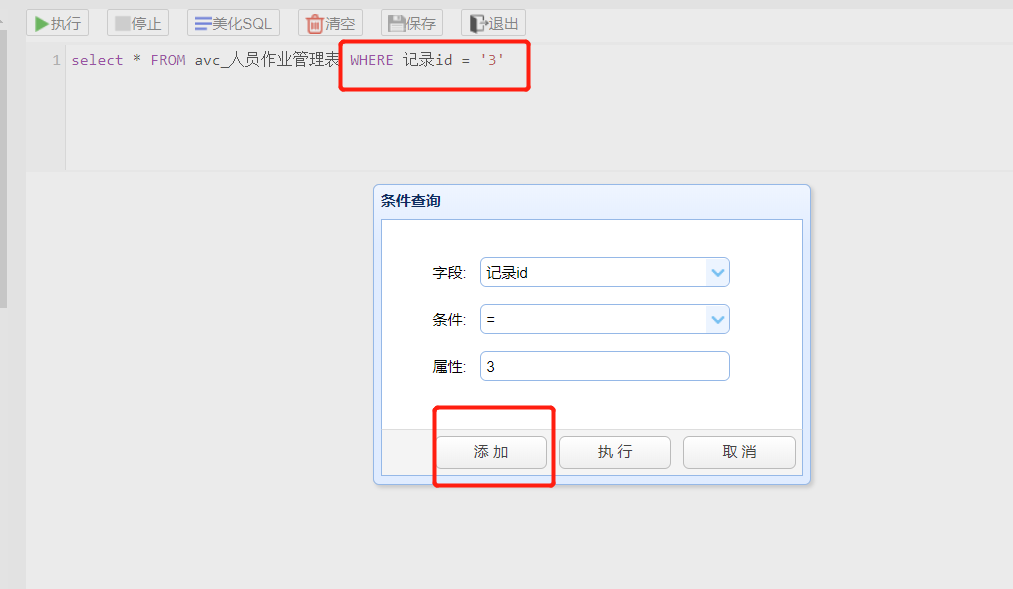 执行 停止 美化SQL 清空 保存 退出
1 select * FROM avc_人员作业管理表 WHERE 记录id = '3'
条件查询
字段: 记录id
条件: =
属性: 3
添 加 执 行 取 消